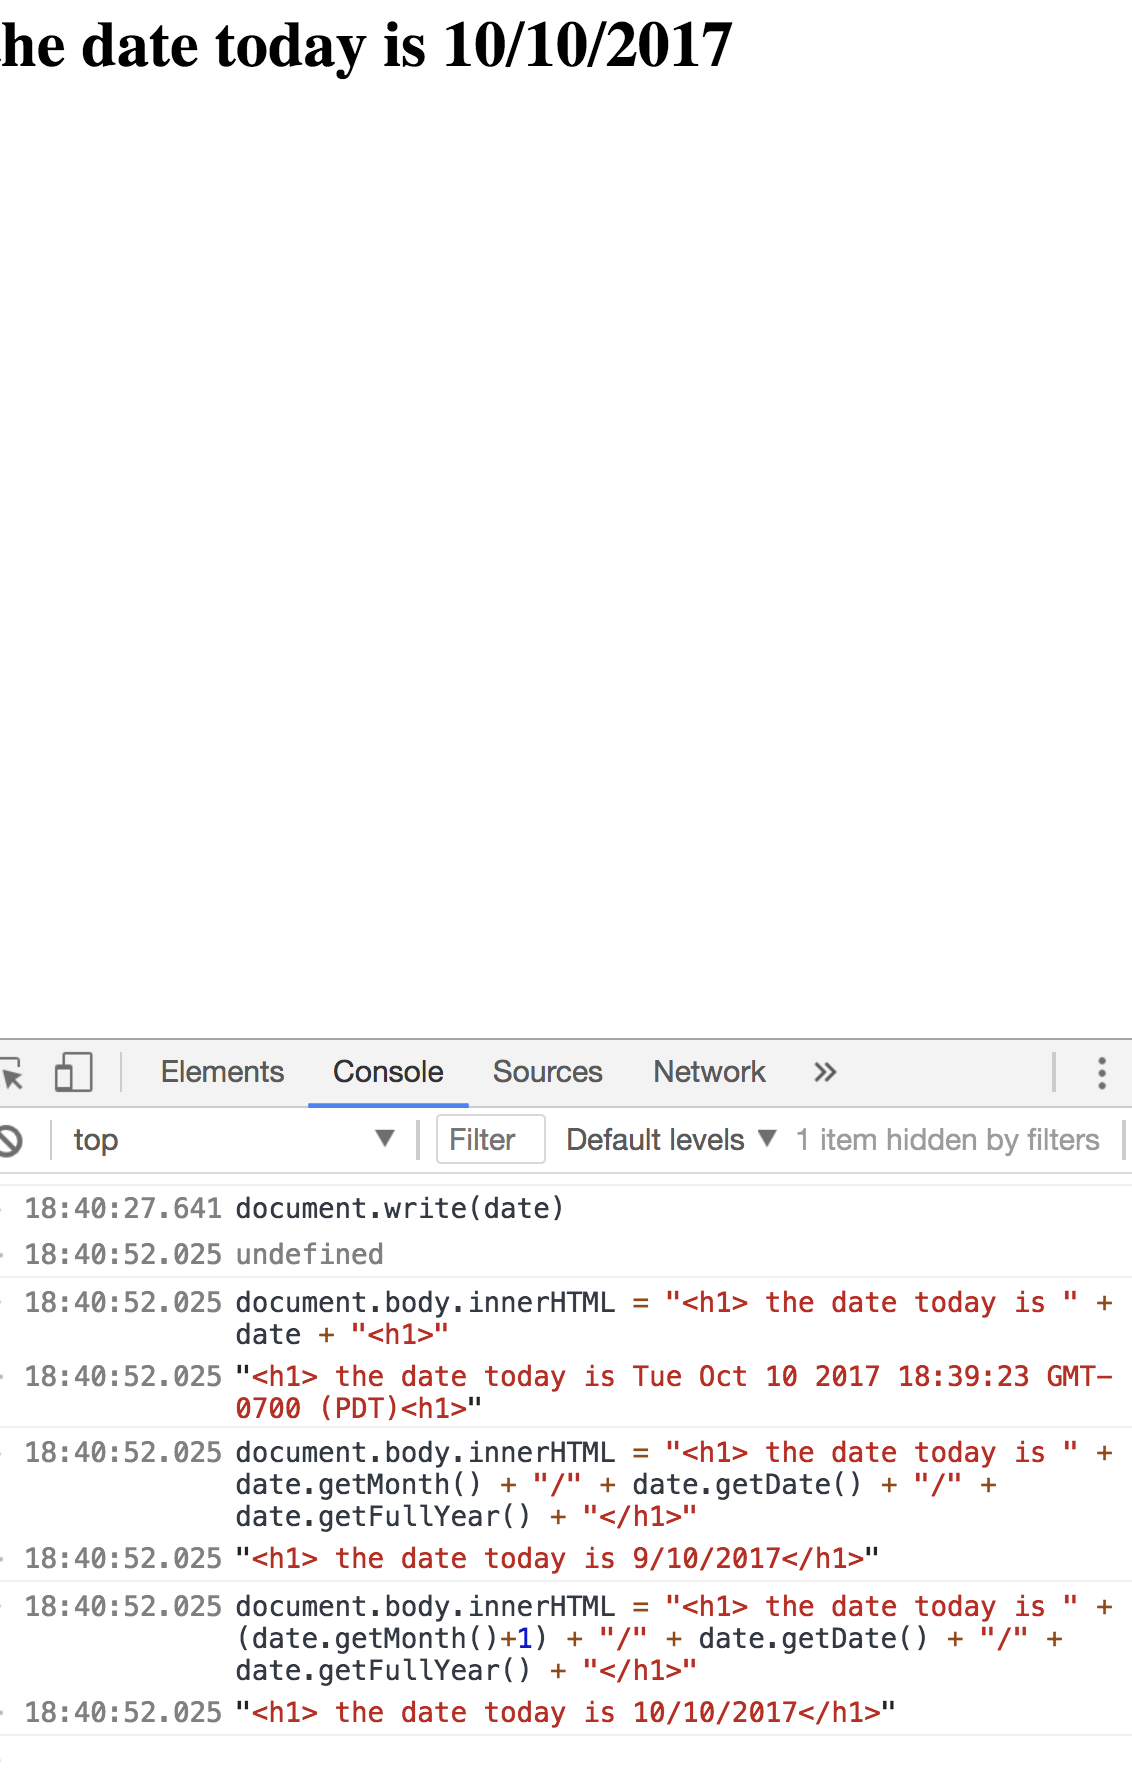 he date today is 10/10/2017
Elements Console Sources Network »
top ▼ Filter Default levels ▼ 1 item hidden by filters
18:40:27.641 document.write(date)
18:40:52.025 undefined
18:40:52.025 document.body.innerHTML = "<h1> the date today is " +
date + "<h1>"
18:40:52.025 "<h1> the date today is Tue Oct 10 2017 18:39:23 GMT-
0700 (PDT)<h1>"
18:40:52.025 document.body.innerHTML = "<h1> the date today is " +
date.getMonth() + "/" + date.getDate() + "/" +
date.getFullYear() + "</h1>"
18:40:52.025 "<h1> the date today is 9/10/2017</h1>"
18:40:52.025 document.body.innerHTML = "<h1> the date today is " +
(date.getMonth()+1) + "/" + date.getDate() + "/" +
date.getFullYear() + "</h1>"
18:40:52.025 "<h1> the date today is 10/10/2017</h1>"